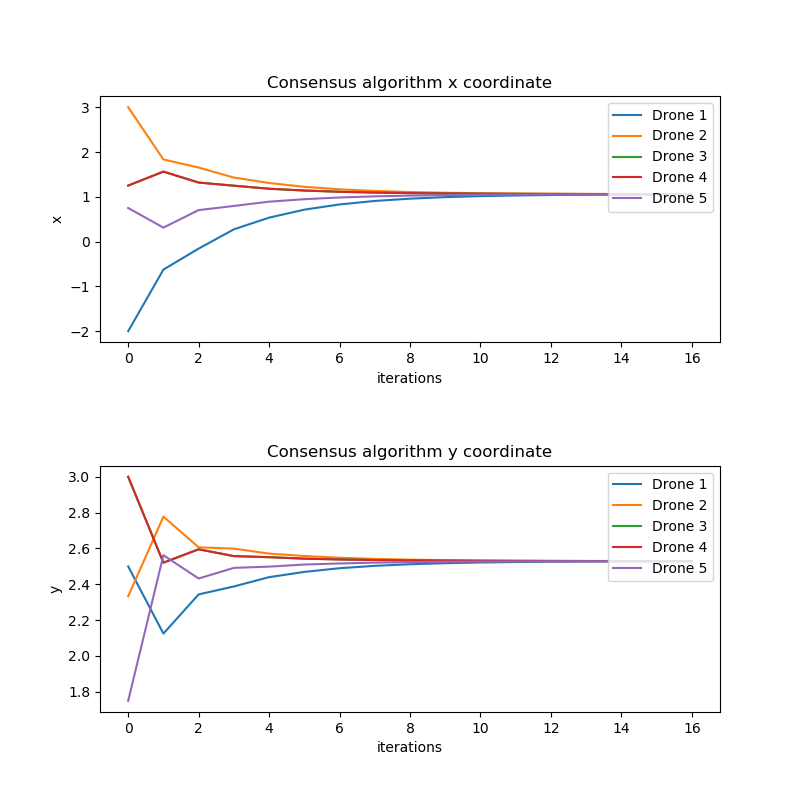 Consensus algorithm x coordinate
3
2
1
0
−1
−2
x
Drone 1
Drone 2
Drone 3
Drone 4
Drone 5
0 2 4 6 8 10 12 14 16
iterations
Consensus algorithm y coordinate
3.0
2.8
2.6
2.4
2.2
2.0
1.8
y
Drone 1
Drone 2
Drone 3
Drone 4
Drone 5
0 2 4 6 8 10 12 14 16
iterations